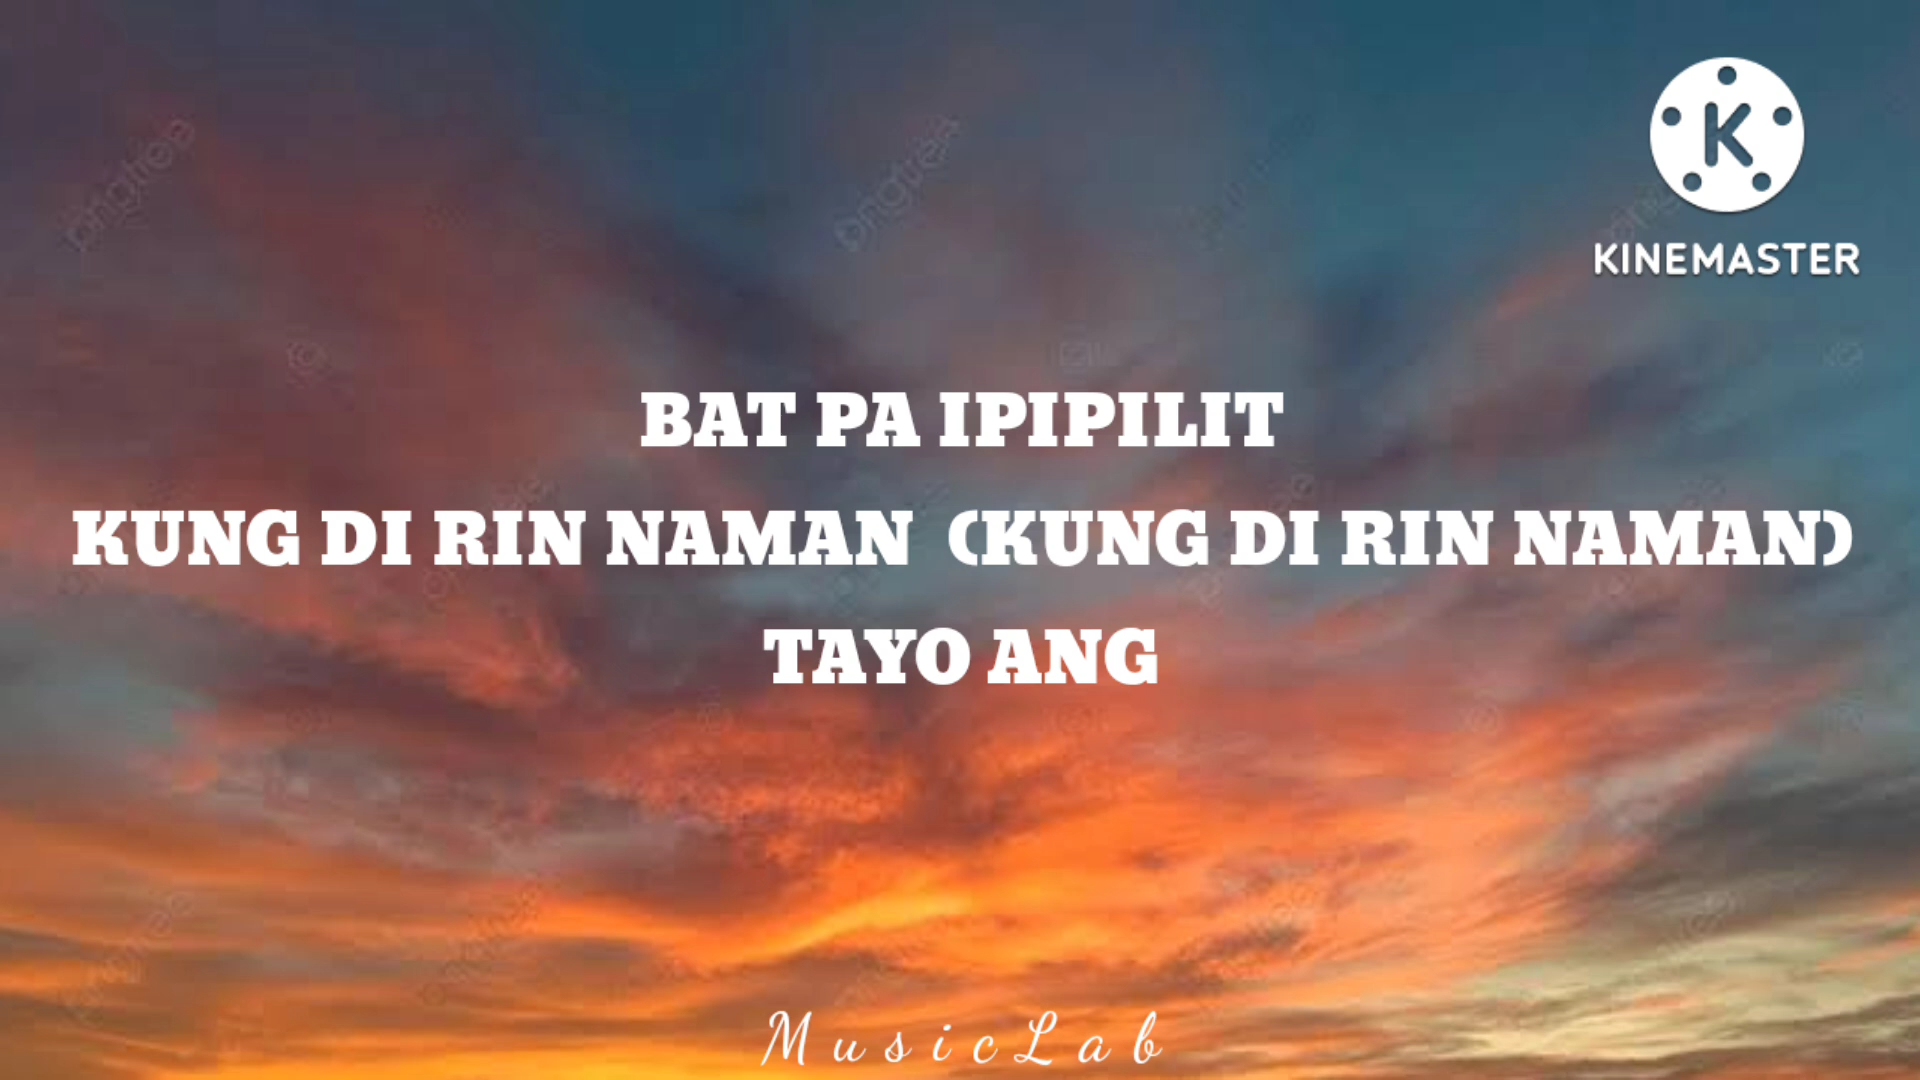 KINEMASTER
BAT PA IPIPILIT
KUNG DI RIN NAMAN (KUNG DI RIN NAMAN)
TAYO ANG
MusicLab